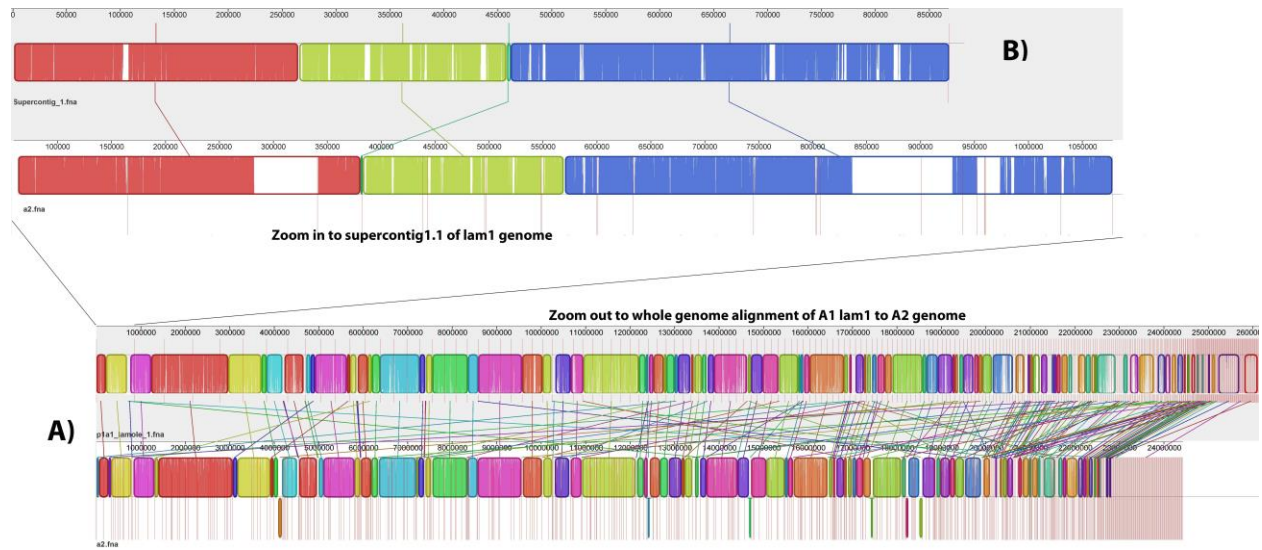 0 50000 100000 150000 200000 250000 300000 350000 400000 450000 500000 550000 600000 650000 700000 750000 800000 850000
B)
Supercontig_1.fna
100000 150000 200000 250000 300000 350000 400000 450000 500000 550000 600000 650000 700000 750000 800000 850000 900000 950000 1000000 1050000
a2.fna
Zoom in to supercontig1.1 of lam1 genome
Zoom out to whole genome alignment of A1 lam1 to A2 genome
1000000 2000000 3000000 4000000 5000000 6000000 7000000 8000000 9000000 10000000 11000000 12000000 13000000 14000000 15000000 16000000 17000000 18000000 19000000 20000000 21000000 22000000 23000000 24000000 25000000
A)
p1a1_lamole_1.fna
1000000 2000000 3000000 4000000 5000000 6000000 7000000 8000000 9000000 10000000 11000000 12000000 13000000 14000000 15000000 16000000 17000000 18000000 19000000 20000000 21000000 22000000 23000000 24000000
a2.fna